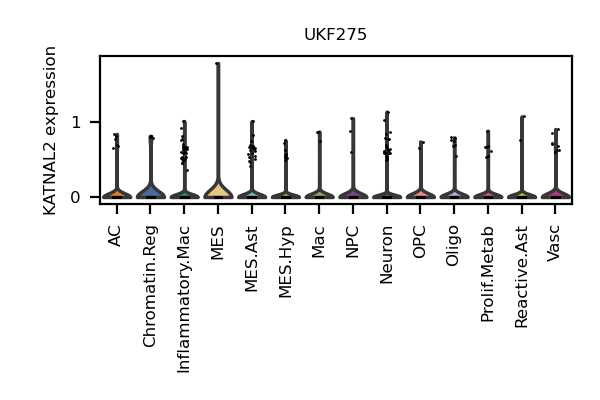 UKF275
KATNAL2 expression
1
0
AC
Chromatin.Reg
Inflammatory.Mac
MES
MES.Ast
MES.Hyp
Mac
NPC
Neuron
OPC
Oligo
Prolif.Metab
Reactive.Ast
Vasc